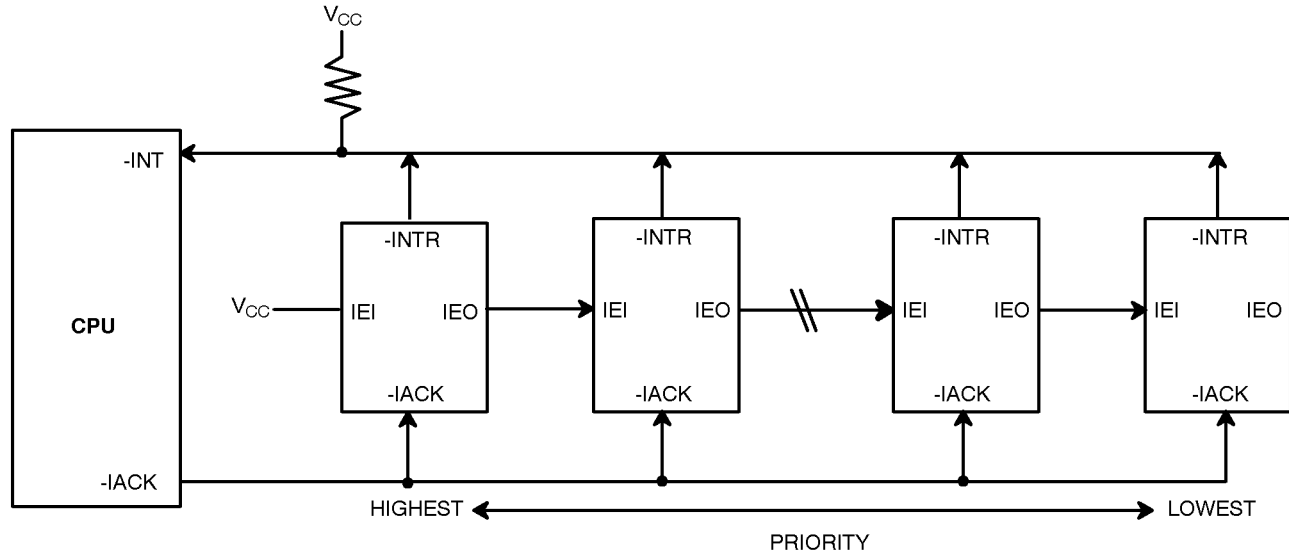 VCC
-INT
-INTR
-INTR
-INTR
-INTR
VCC
IEI
IEO
IEI
IEO
IEI
IEO
IEI
IEO
CPU
-IACK
-IACK
-IACK
-IACK
-IACK
HIGHEST
LOWEST
PRIORITY